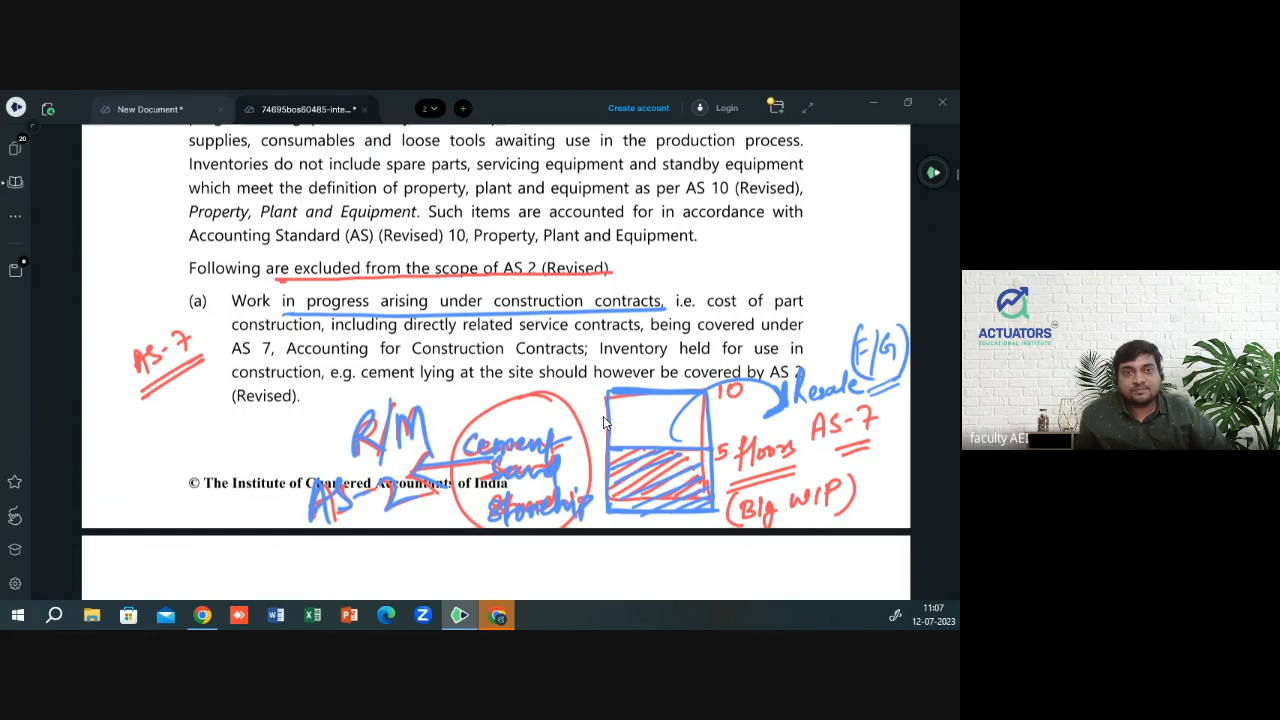 New Document*
74695bos60485-inte...*
2
Create account
Login
20
supplies, consumables and loose tools awaiting use in the production process.
Inventories do not include spare parts, servicing equipment and standby equipment
which meet the definition of property, plant and equipment as per AS 10 (Revised),
Property, Plant and Equipment. Such items are accounted for in accordance with
Accounting Standard (AS) (Revised) 10, Property, Plant and Equipment.
Following are excluded from the scope of AS 2 (Revised)
(a) Work in progress arising under construction contracts, i.e. cost of part
construction, including directly related service contracts, being covered under
AS 7, Accounting for Construction Contracts; Inventory held for use in
construction, e.g. cement lying at the site should however be covered by AS 2
(Revised).
AS-7
(F/G)
Resale
10
AS-7
R/M
Cement
Sand
Stonechip
5 floors
AS-2
(Blg WIP)
© The Institute of Chartered Accountants of India
ACTUATORS
EDUCATIONAL INSTITUTE
faculty AEI
11:07
12-07-2023